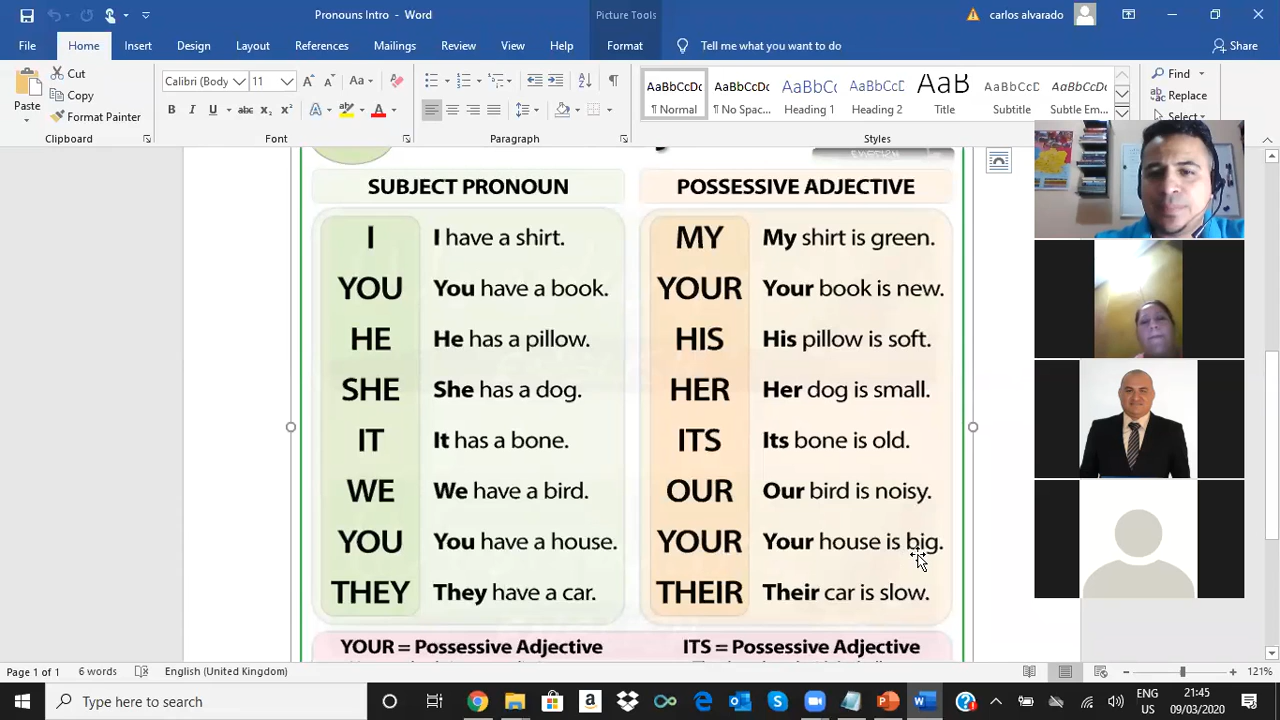 Pronouns Intro - Word
Picture Tools
carlos alvarado
File Home Insert Design Layout References Mailings Review View Help Format Tell me what you want to do Share
Paste
Cut
Copy
Format Painter
Clipboard
Calibri (Body 11
Font
Paragraph
AaBbCcDc AaBbCcDc AaBbCc AaBbCcC AaB AaBbCcD AaBbCcDc
¶ Normal ¶ No Spac... Heading 1 Heading 2 Title Subtitle Subtle Em...
Styles
Find
Replace
Select
ENGLISH
SUBJECT PRONOUN POSSESSIVE ADJECTIVE
I I have a shirt. MY My shirt is green.
YOU You have a book. YOUR Your book is new.
HE He has a pillow. HIS His pillow is soft.
SHE She has a dog. HER Her dog is small.
IT It has a bone. ITS Its bone is old.
WE We have a bird. OUR Our bird is noisy.
YOU You have a house. YOUR Your house is big.
THEY They have a car. THEIR Their car is slow.
YOUR = Possessive Adjective ITS = Possessive Adjective
Page 1 of 1 6 words English (United Kingdom) 121%
Type here to search
ENG 21:45
US 09/03/2020